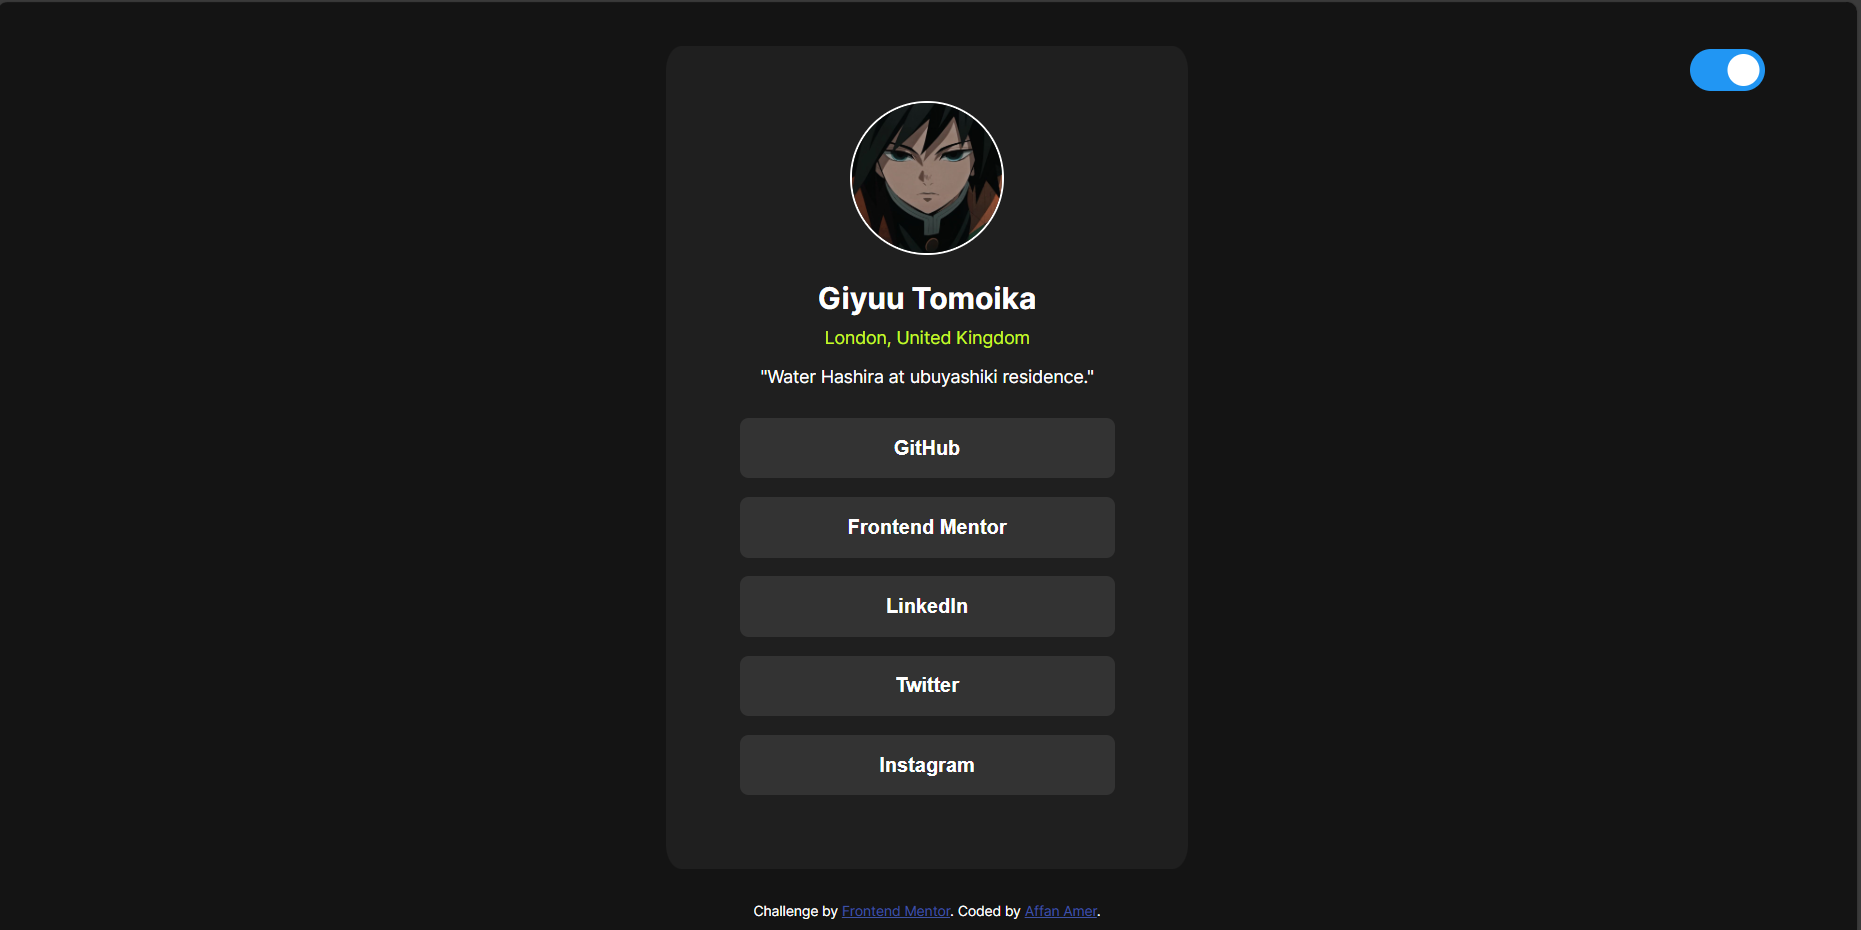 Giyuu Tomoika
London, United Kingdom
"Water Hashira at ubuyashiki residence."
GitHub
Frontend Mentor
LinkedIn
Twitter
Instagram
Challenge by Frontend Mentor. Coded by Affan Amer.